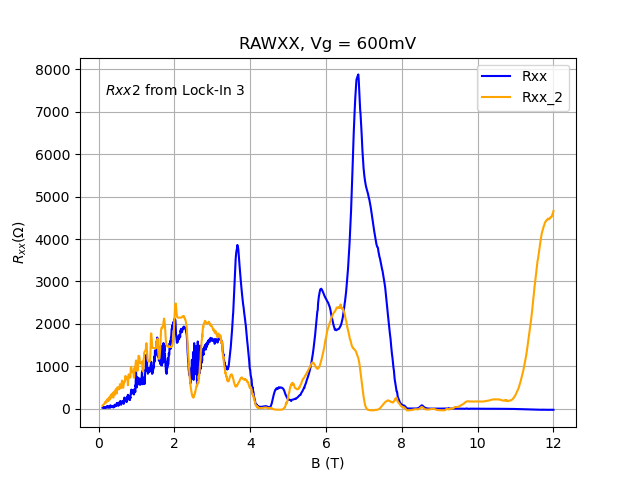 RAWXX, Vg = 600mV
Rxx2 from Lock-In 3
Rxx
Rxx_2
8000
7000
6000
5000
4000
3000
2000
1000
0
Rxx(Ω)
0 2 4 6 8 10 12
B (T)